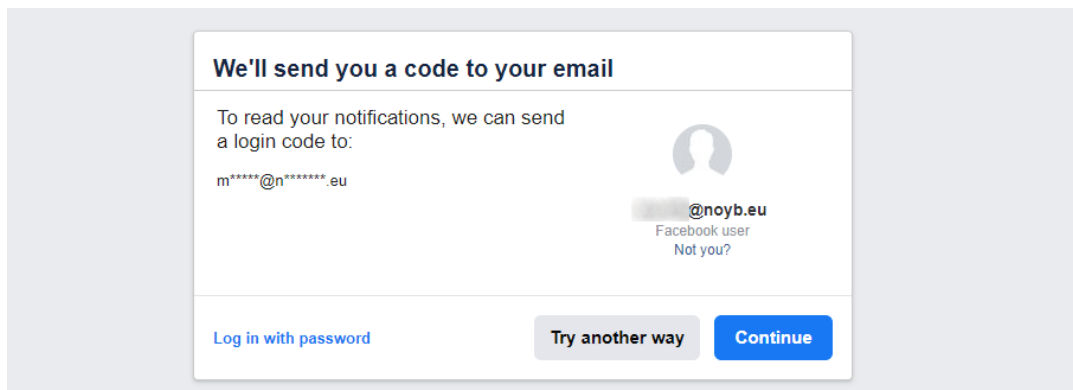 We'll send you a code to your email
To read your notifications, we can send
a login code to:
m*****@n*******.eu
@noyb.eu
Facebook user
Not you?
Log in with password
Try another way
Continue